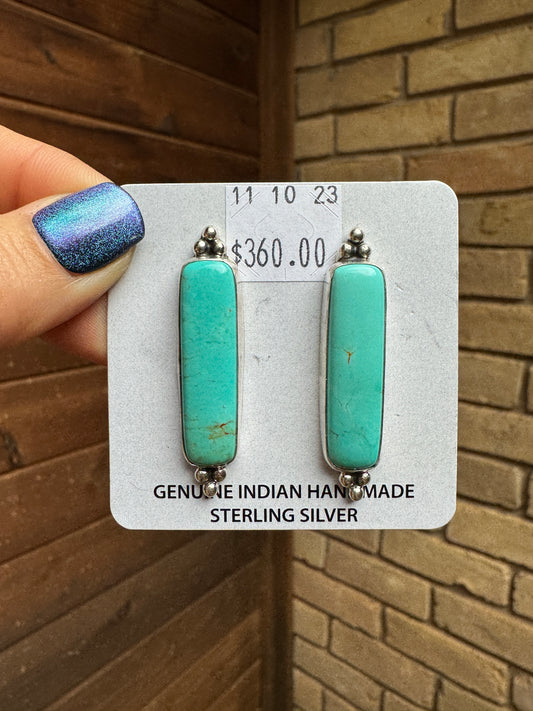 11 10 23
$360.00
GENUINE INDIAN HANDMADE
STERLING SILVER